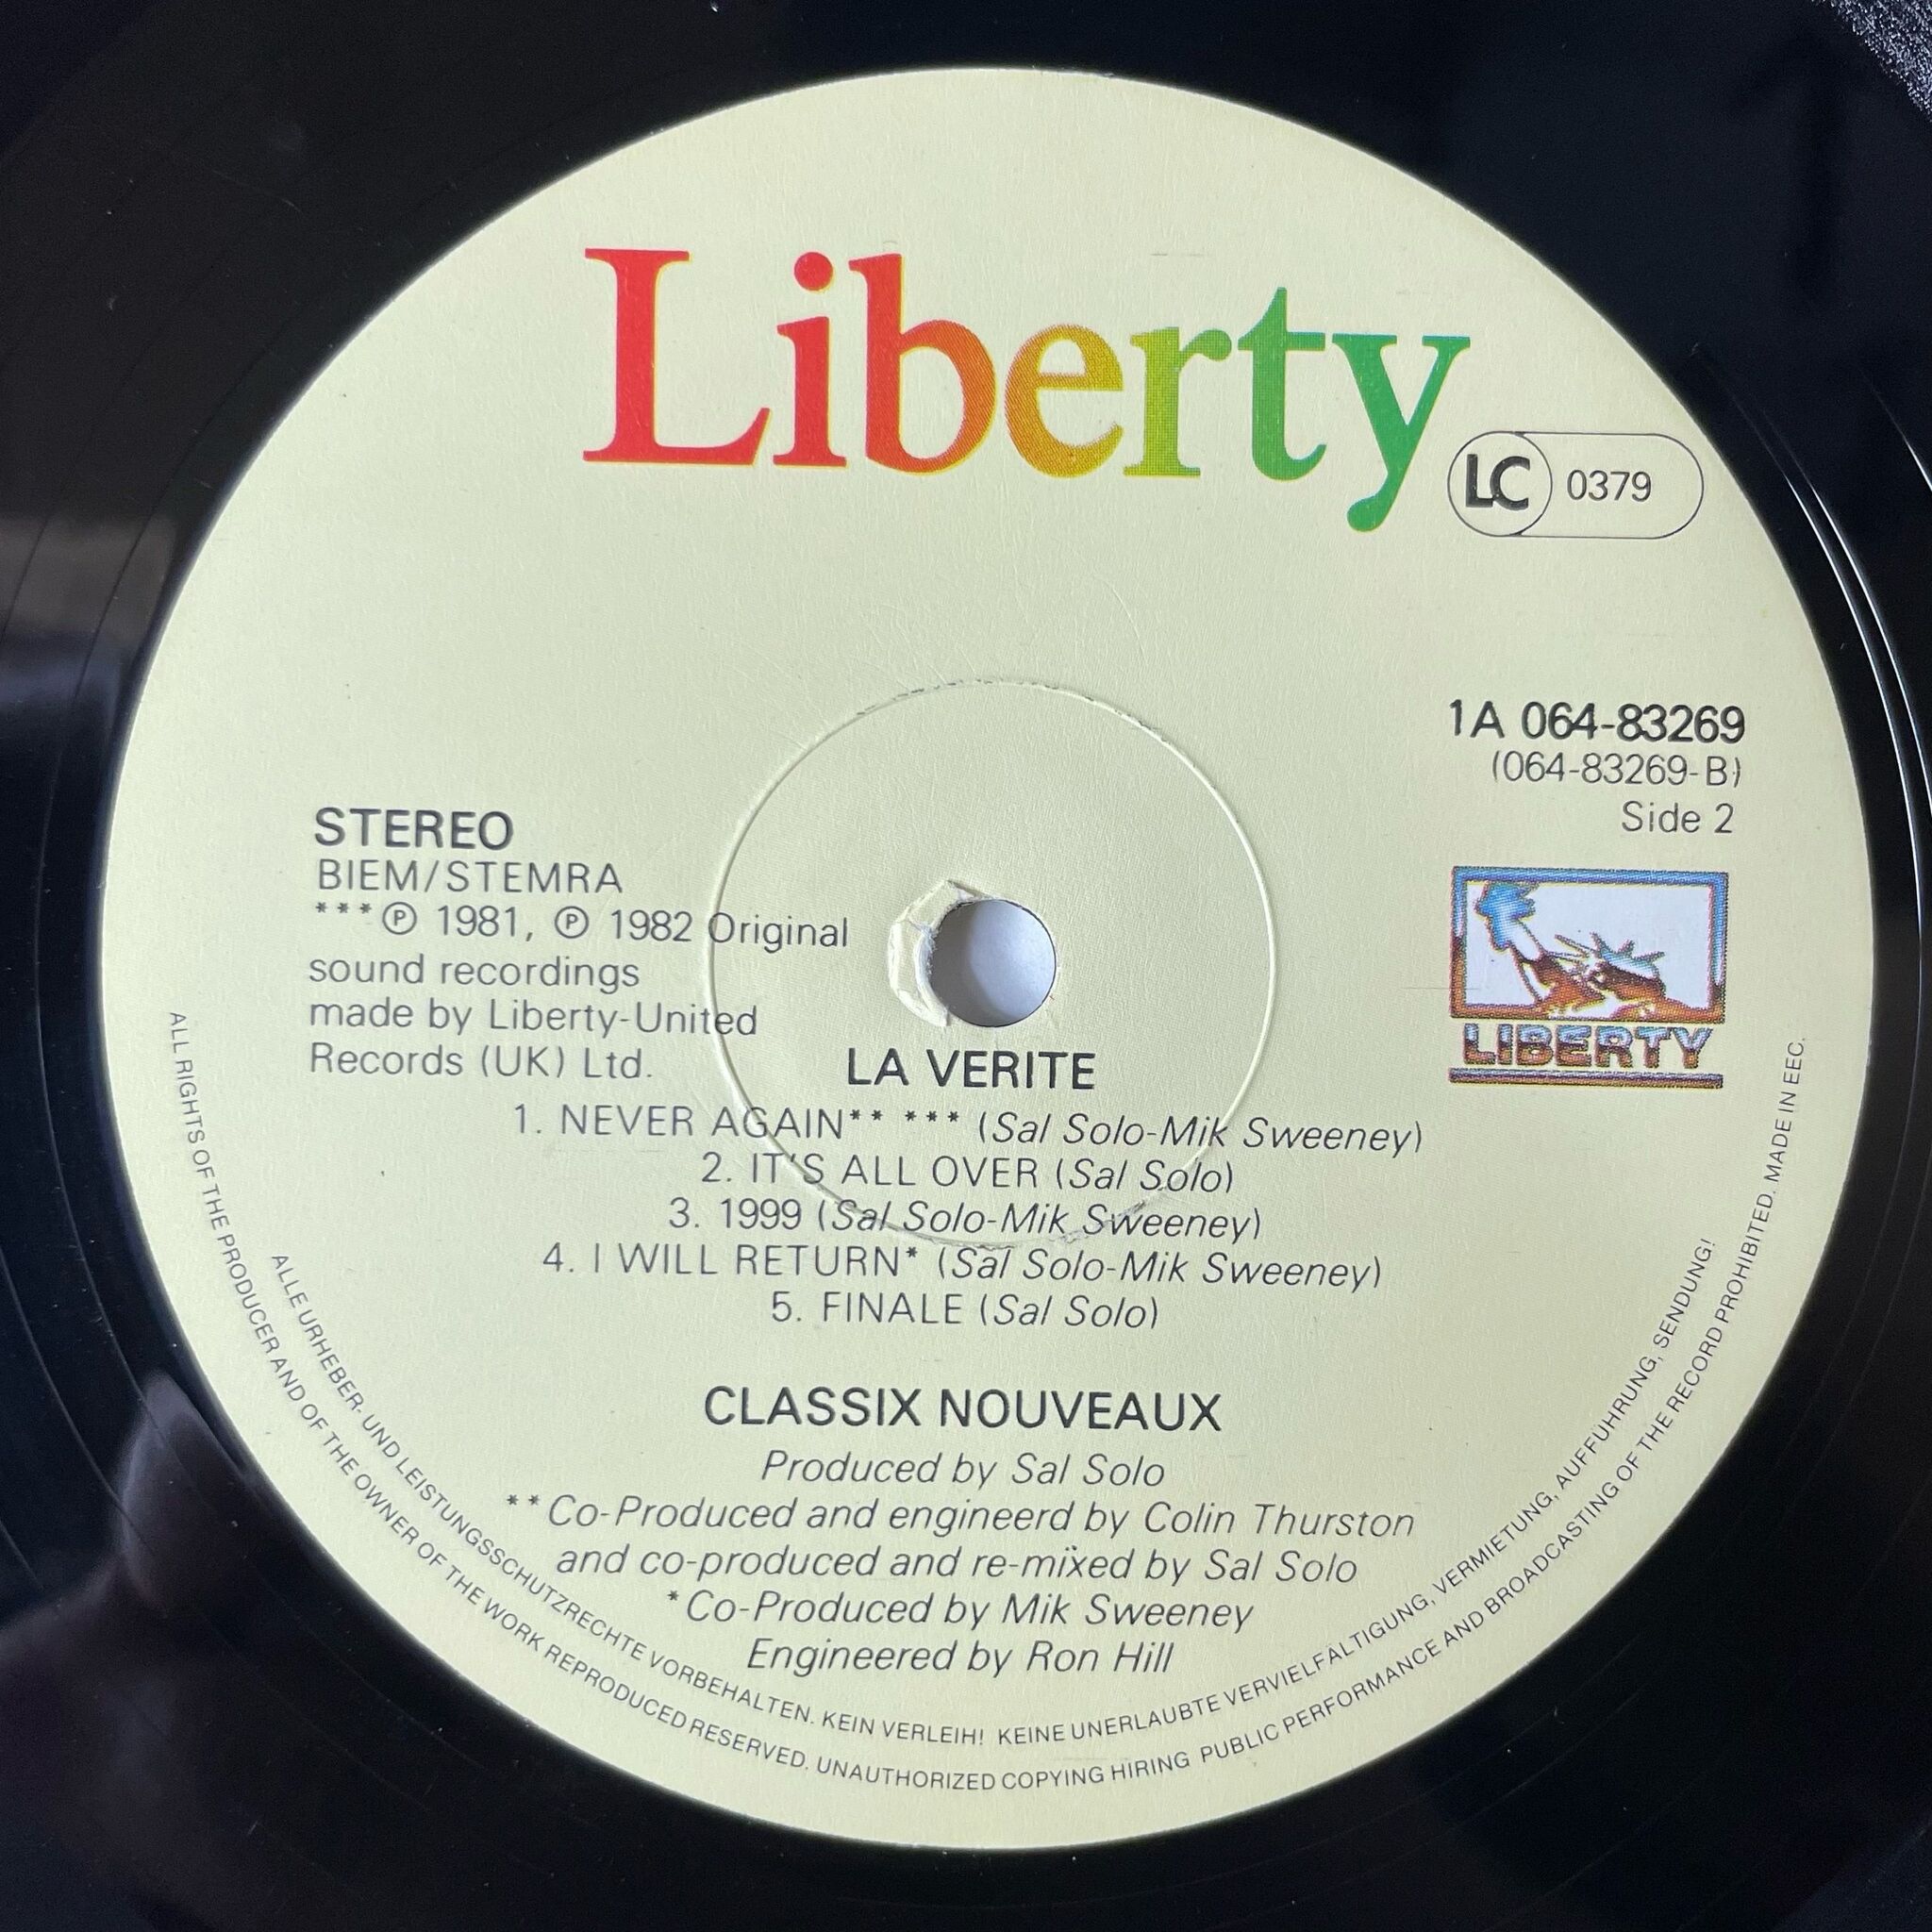 Liberty
LC 0379
1A 064-83269
(064-83269-B)
Side 2
LIBERTY
STEREO
BIEM/STEMRA
***℗ 1981, ℗ 1982 Original
sound recordings
made by Liberty-United
Records (UK) Ltd.
LA VERITE
1. NEVER AGAIN** *** (Sal Solo-Mik Sweeney)
2. IT'S ALL OVER (Sal Solo)
3. 1999 (Sal Solo-Mik Sweeney)
4. I WILL RETURN* (Sal Solo-Mik Sweeney)
5. FINALE (Sal Solo)
CLASSIX NOUVEAUX
Produced by Sal Solo
**Co-Produced and engineerd by Colin Thurston
and co-produced and re-mixed by Sal Solo
*Co-Produced by Mik Sweeney
Engineered by Ron Hill
ALLE URHEBER- UND LEISTUNGSSCHUTZRECHTE VORBEHALTEN. KEIN VERLEIH! KEINE UNERLAUBTE VERVIELFÄLTIGUNG, VERMIETUNG, AUFFÜHRUNG, SENDUNG!
ALL RIGHTS OF THE PRODUCER AND OF THE OWNER OF THE WORK REPRODUCED RESERVED. UNAUTHORIZED COPYING HIRING PUBLIC PERFORMANCE AND BROADCASTING OF THE RECORD PROHIBITED. MADE IN EEC.